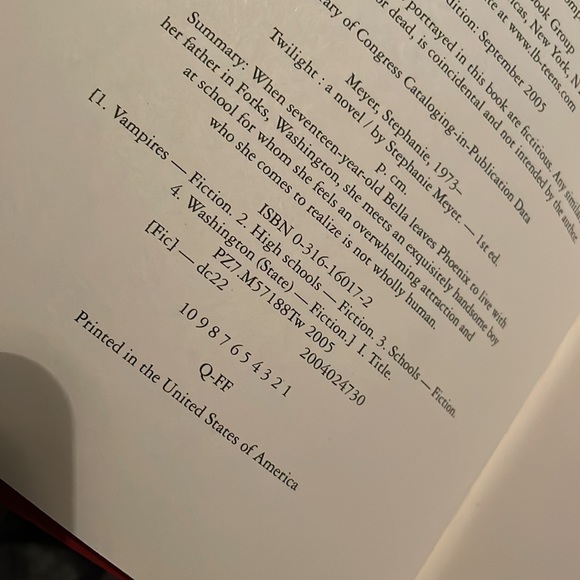 ook Group
icas, New York, N
re at www.lb-teens.com
dition: September 2005
portrayed in this book are fictitious. Any simil
or dead, is coincidental and not intended by the author.
ary of Congress Cataloging-in-Publication Data
Meyer, Stephanie, 1973–
Twilight : a novel / by Stephanie Meyer. — 1st ed.
p. cm.
Summary: When seventeen-year-old Bella leaves Phoenix to live with
her father in Forks, Washington, she meets an exquisitely handsome boy
at school for whom she feels an overwhelming attraction and
who she comes to realize is not wholly human.
ISBN 0-316-16017-2
[1. Vampires — Fiction. 2. High schools — Fiction. 3. Schools — Fiction.
4. Washington (State) — Fiction.] I. Title.
PZ7.M57188Tw 2005
[Fic] — dc22
2004024730
10 9 8 7 6 5 4 3 2 1
Q-FF
Printed in the United States of America